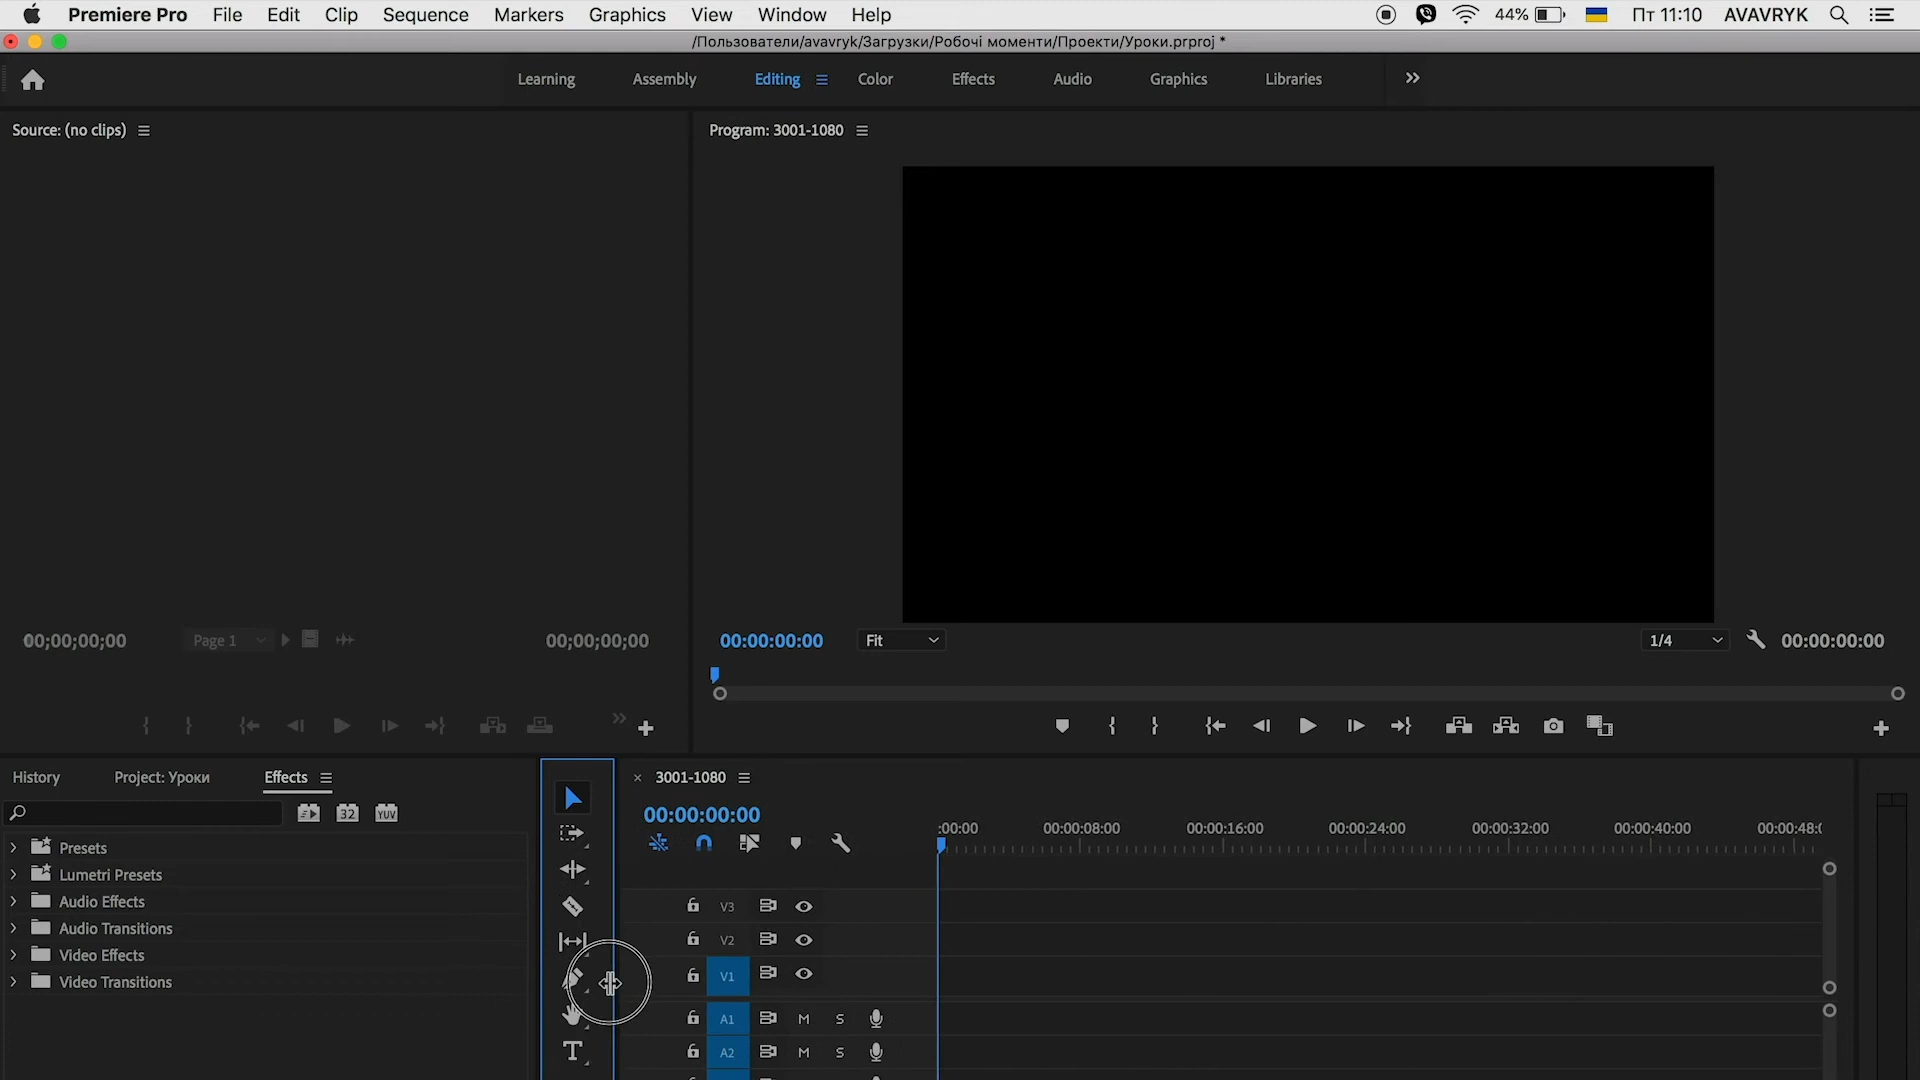 Premiere Pro File Edit Clip Sequence Markers Graphics View Window Help 44% Пт 11:10 AVAVRYK
/Пользователи/avavryk/Загрузки/Робочі моменти/Проекти/Уроки.prproj *
Learning Assembly Editing Color Effects Audio Graphics Libraries
Source: (no clips)
Program: 3001-1080
00;00;00;00 Page 1 00;00;00;00
00:00:00:00 Fit 1/4 00:00:00:00
History Project: Уроки Effects
32 YUV
Presets
Lumetri Presets
Audio Effects
Audio Transitions
Video Effects
Video Transitions
T
× 3001-1080
00:00:00:00
:00:00 00:00:08:00 00:00:16:00 00:00:24:00 00:00:32:00 00:00:40:00 00:00:48:0
V3
V2
V1
A1 M S
A2 M S